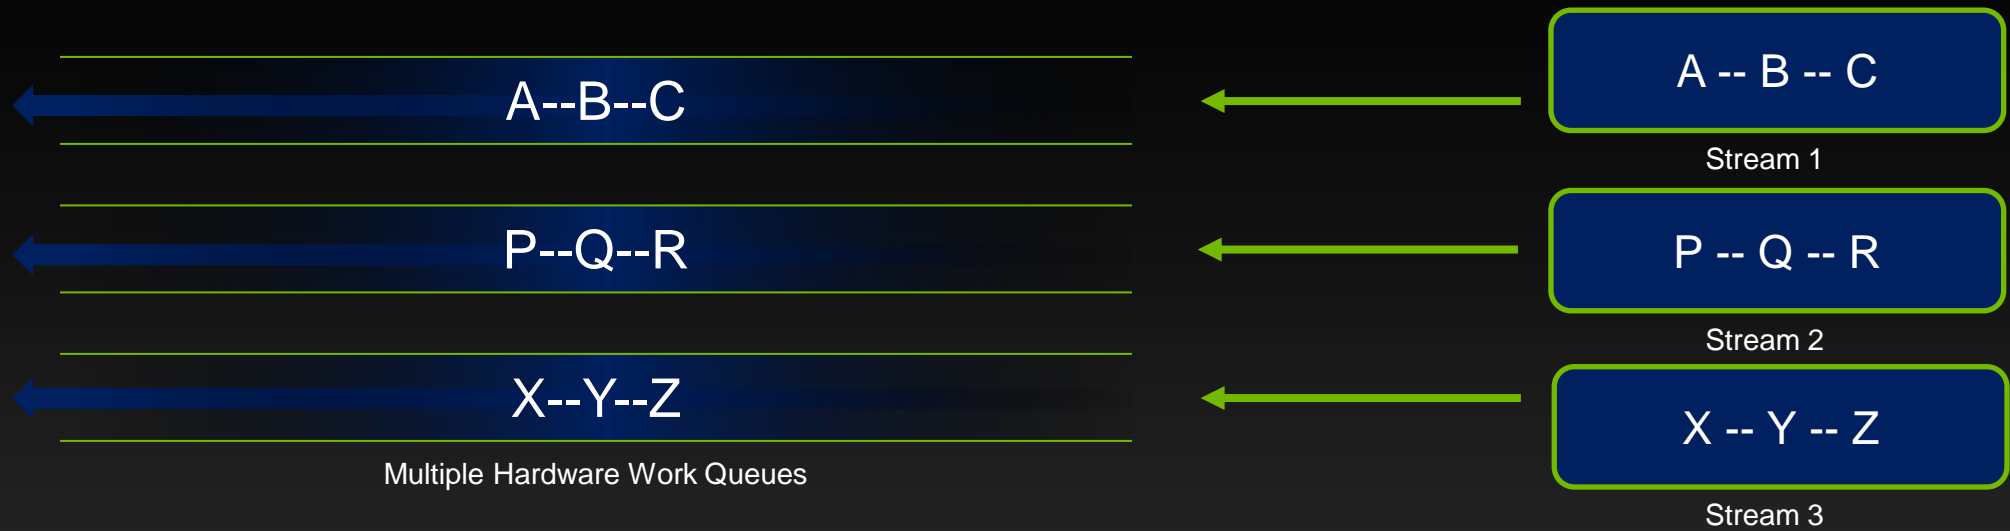 A--B--C
A -- B -- C
Stream 1
P--Q--R
P -- Q -- R
Stream 2
X--Y--Z
X -- Y -- Z
Multiple Hardware Work Queues
Stream 3